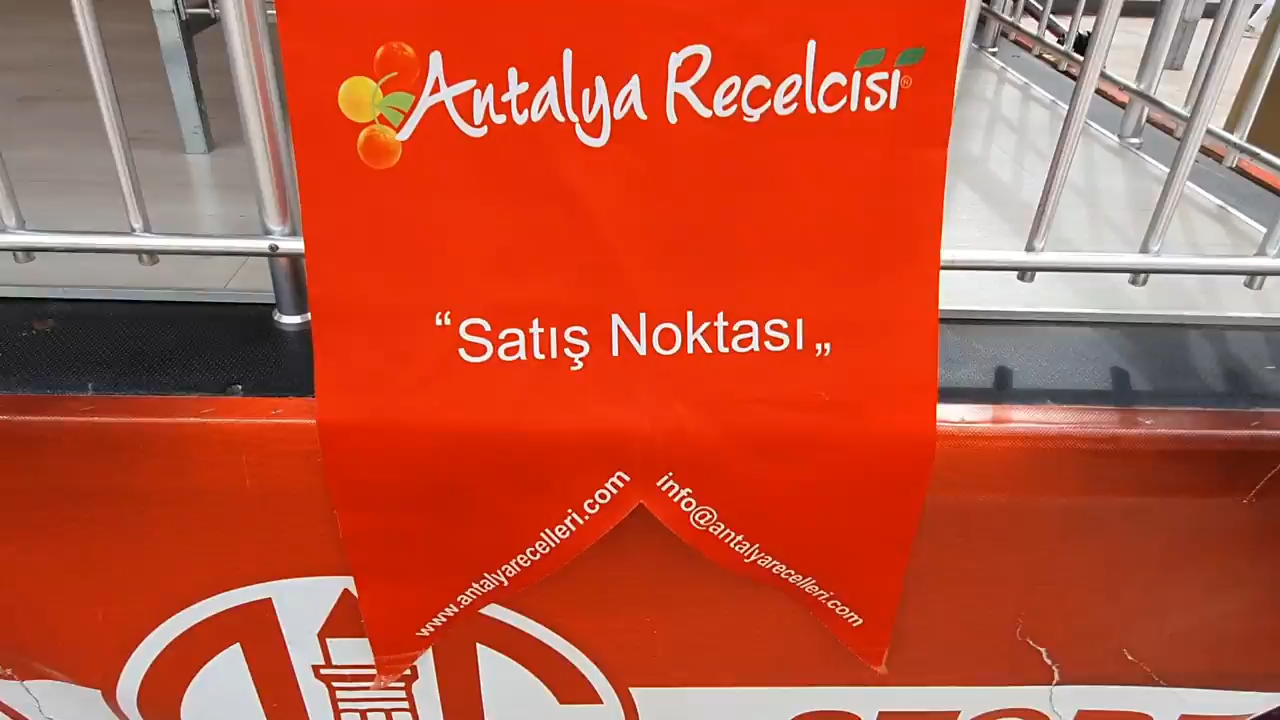 Antalya Reçelcisi®
“Satış Noktası„
www.antalyarecelleri.com
info@antalyarecelleri.com